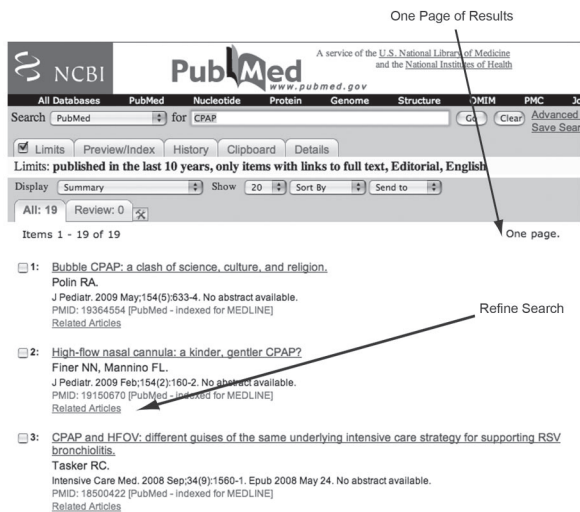 One Page of Results
NCBI
PubMed
www.pubmed.gov
A service of the U.S. National Library of Medicine
and the National Institutes of Health
All Databases PubMed Nucleotide Protein Genome Structure OMIM PMC
Search PubMed for CPAP Go Clear Advanced
Save Sear
Limits Preview/Index History Clipboard Details
Limits: published in the last 10 years, only items with links to full text, Editorial, English
Display Summary Show 20 Sort By Send to
All: 19 Review: 0
Items 1 - 19 of 19 One page.
1: Bubble CPAP: a clash of science, culture, and religion.
Polin RA.
J Pediatr. 2009 May;154(5):633-4. No abstract available.
PMID: 19364554 [PubMed - indexed for MEDLINE]
Related Articles
Refine Search
2: High-flow nasal cannula: a kinder, gentler CPAP?
Finer NN, Mannino FL.
J Pediatr. 2009 Feb;154(2):160-2. No abstract available.
PMID: 19150670 [PubMed - indexed for MEDLINE]
Related Articles
3: CPAP and HFOV: different guises of the same underlying intensive care strategy for supporting RSV
bronchiolitis.
Tasker RC.
Intensive Care Med. 2008 Sep;34(9):1560-1. Epub 2008 May 24. No abstract available.
PMID: 18500422 [PubMed - indexed for MEDLINE]
Related Articles